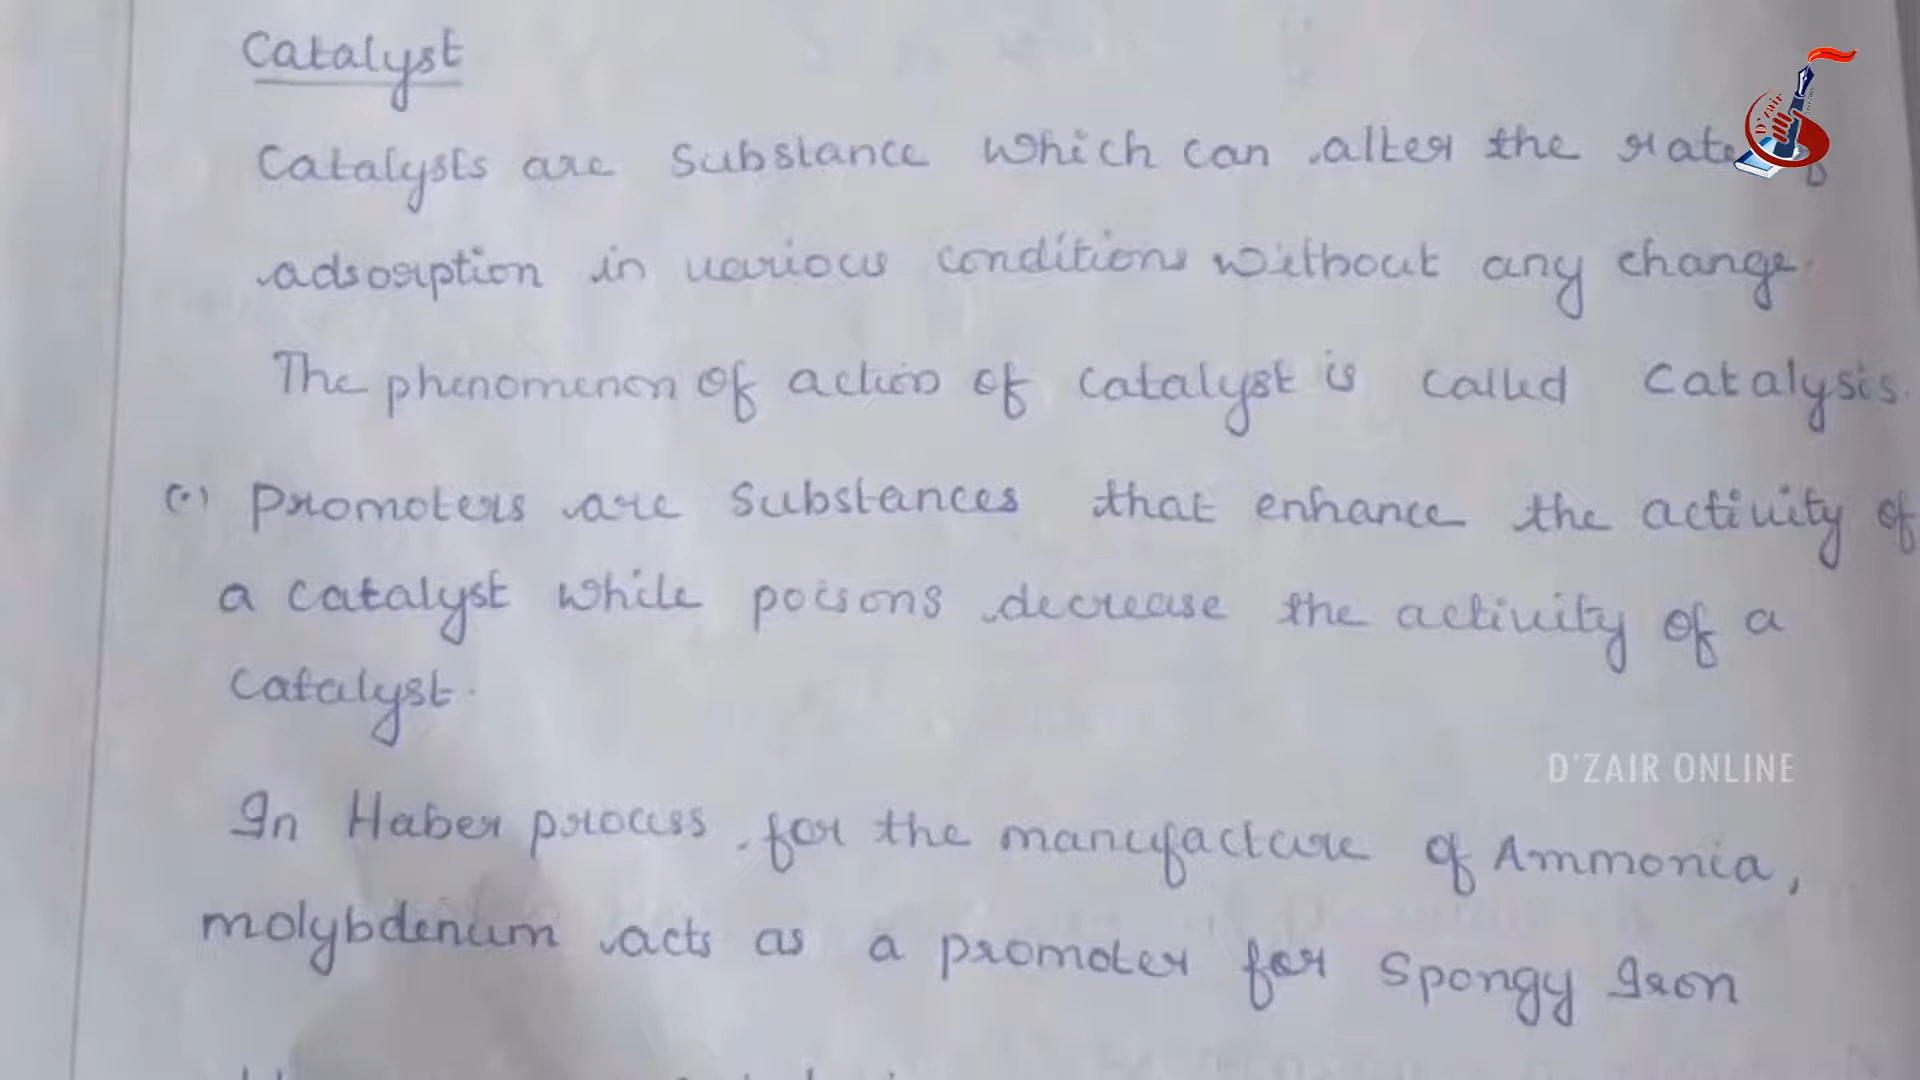 Catalyst
Catalysts are substance which can alter the rate
adsorption in various conditions without any change.
The phenomenon of action of catalyst is called catalysis.
(•) Promoters are substances that enhance the activity of
a catalyst while poisons decrease the activity of a
catalyst.
D'ZAIR ONLINE
In Haber process for the manufacture of Ammonia,
molybdenum acts as a promoter for Spongy Iron